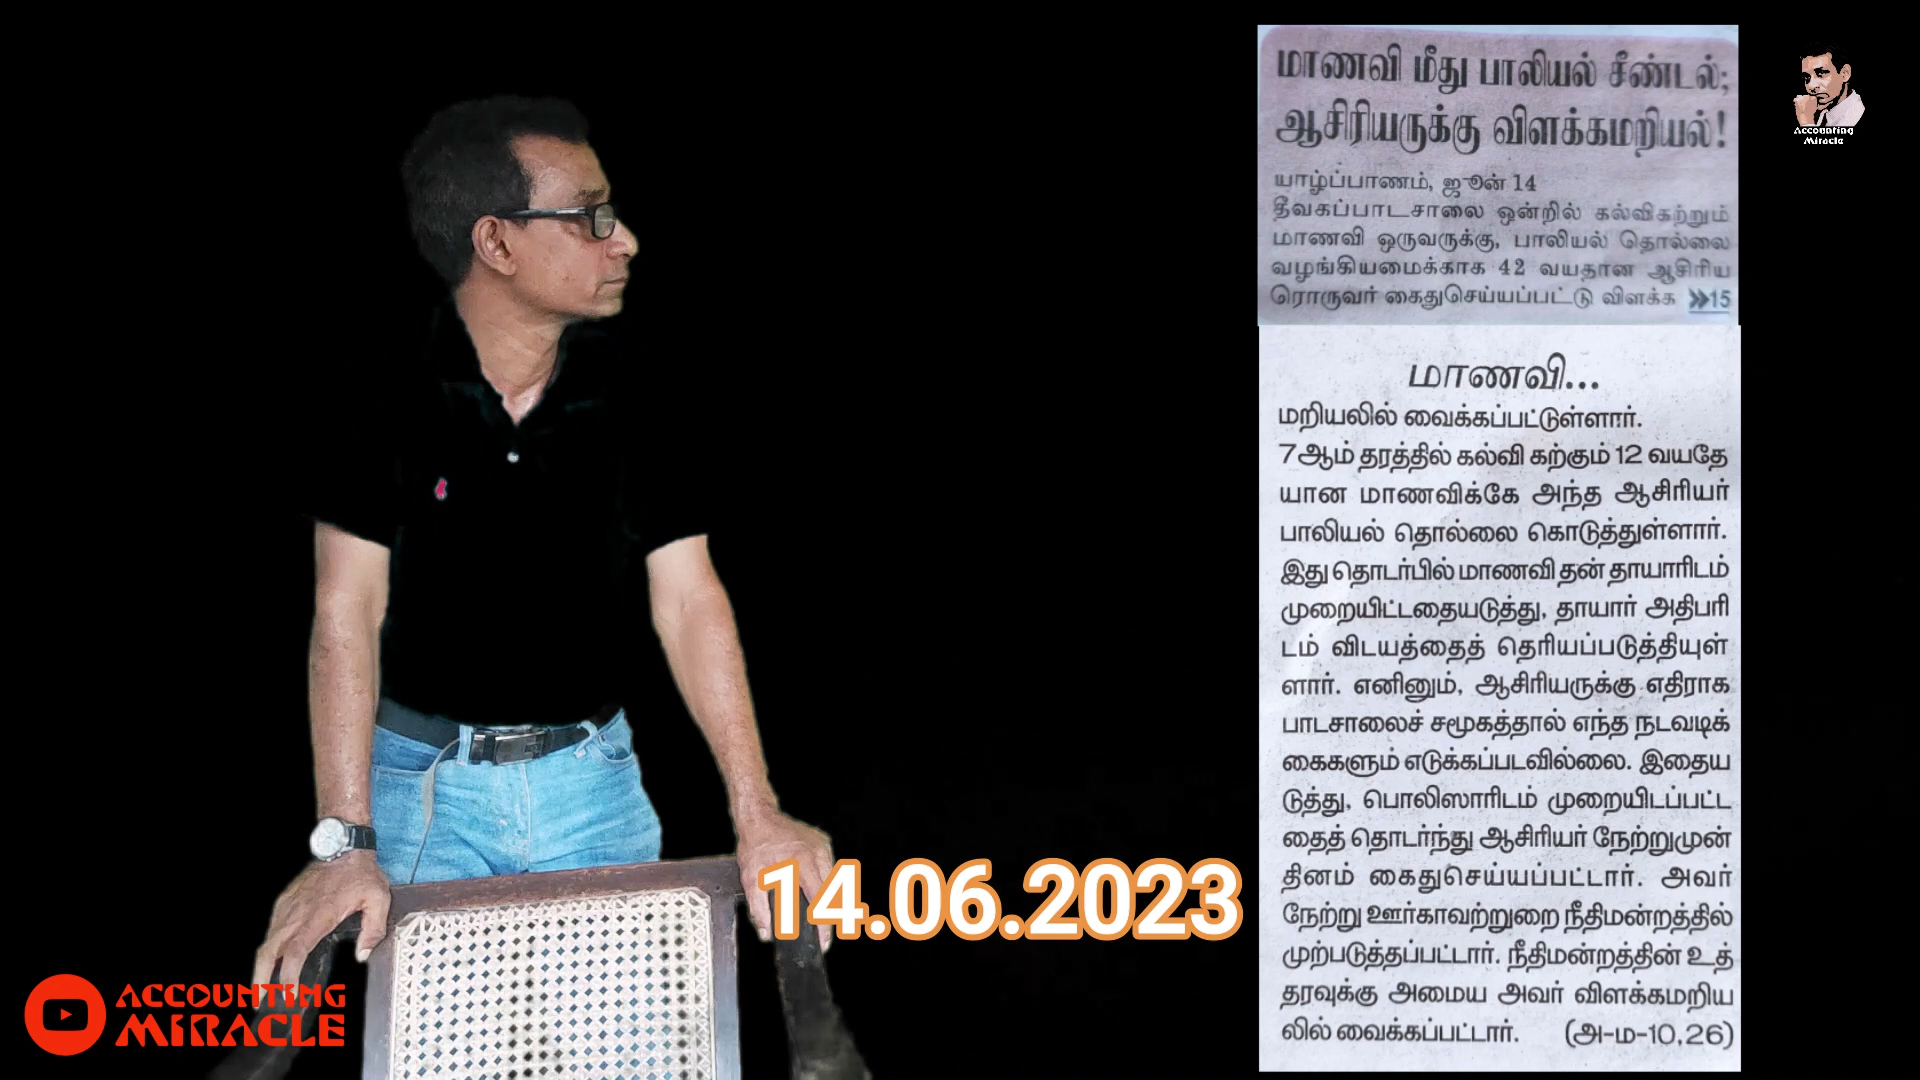 மாணவி மீது பாலியல் சீண்டல்;
ஆசிரியருக்கு விளக்கமறியல்!
யாழ்ப்பாணம், ஜூன் 14
தீவகப்பாடசாலை ஒன்றில் கல்விகற்றும்
மாணவி ஒருவருக்கு, பாலியல் தொல்லை
வழங்கியமைக்காக 42 வயதான ஆசிரிய
ரொருவர் கைதுசெய்யப்பட்டு விளக்க »15
மாணவி...
மறியலில் வைக்கப்பட்டுள்ளார்.
7ஆம் தரத்தில் கல்வி கற்கும் 12 வயதே
யான மாணவிக்கே அந்த ஆசிரியர்
பாலியல் தொல்லை கொடுத்துள்ளார்.
இது தொடர்பில் மாணவி தன் தாயாரிடம்
முறையிட்டதையடுத்து, தாயார் அதிபரி
டம் விடயத்தைத் தெரியப்படுத்தியுள்
ளார். எனினும், ஆசிரியருக்கு எதிராக
பாடசாலைச் சமூகத்தால் எந்த நடவடிக்
கைகளும் எடுக்கப்படவில்லை. இதைய
டுத்து, பொலிஸாரிடம் முறையிடப்பட்ட
தைத் தொடர்ந்து ஆசிரியர் நேற்றுமுன்
தினம் கைதுசெய்யப்பட்டார். அவர்
நேற்று ஊர்காவற்றுறை நீதிமன்றத்தில்
முற்படுத்தப்பட்டார். நீதிமன்றத்தின் உத்
தரவுக்கு அமைய அவர் விளக்கமறிய
லில் வைக்கப்பட்டார். (அ-ம-10,26)
Accounting
Miracle
14.06.2023
ACCOUNTING
MIRACLE